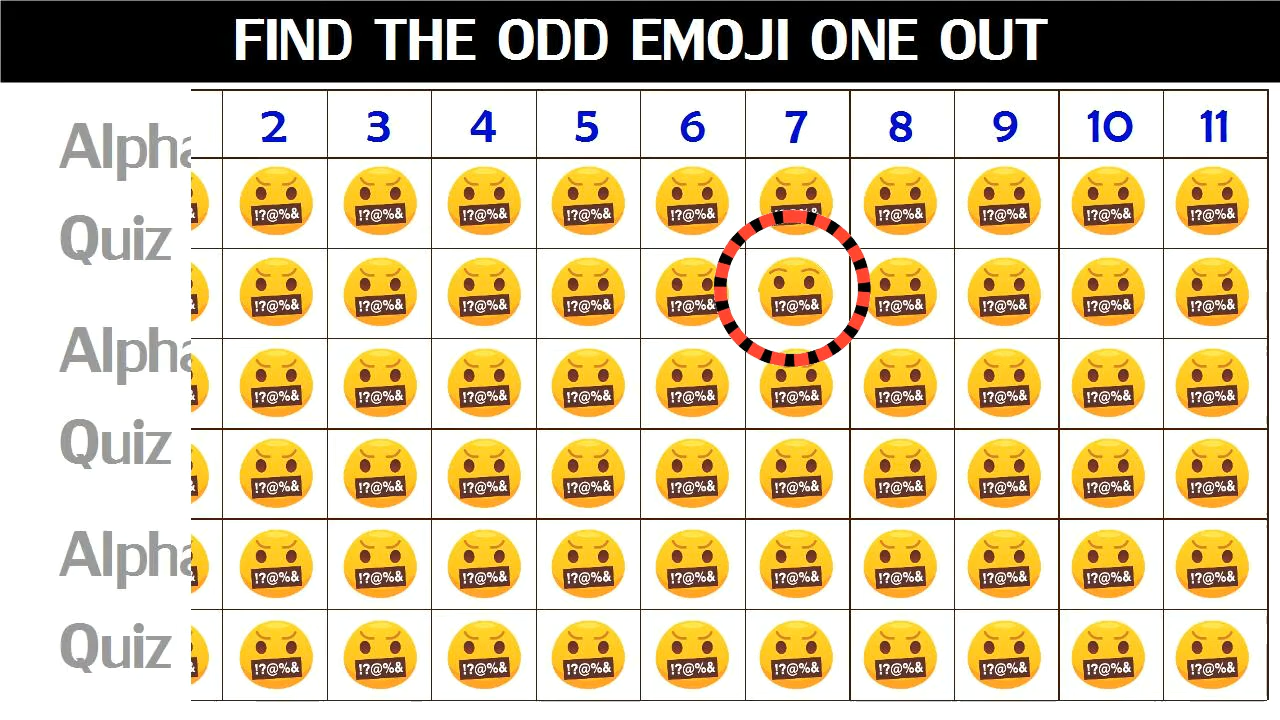 FIND THE ODD EMOJI ONE OUT
2 3 4 5 6 7 8 9 10 11
Alpha
!?@%& !?@%& !?@%& !?@%& !?@%& !?@%& !?@%& !?@%& !?@%&
Quiz
!?@%& !?@%& !?@%& !?@%& !?@%& !?@%& !?@%& !?@%& !?@%& !?@%&
Alpha
!?@%& !?@%& !?@%& !?@%& !?@%& !?@%& !?@%& !?@%& !?@%& !?@%&
Quiz
!?@%& !?@%& !?@%& !?@%& !?@%& !?@%& !?@%& !?@%& !?@%& !?@%&
Alpha
!?@%& !?@%& !?@%& !?@%& !?@%& !?@%& !?@%& !?@%& !?@%& !?@%&
Quiz
!?@%& !?@%& !?@%& !?@%& !?@%& !?@%& !?@%& !?@%& !?@%& !?@%&